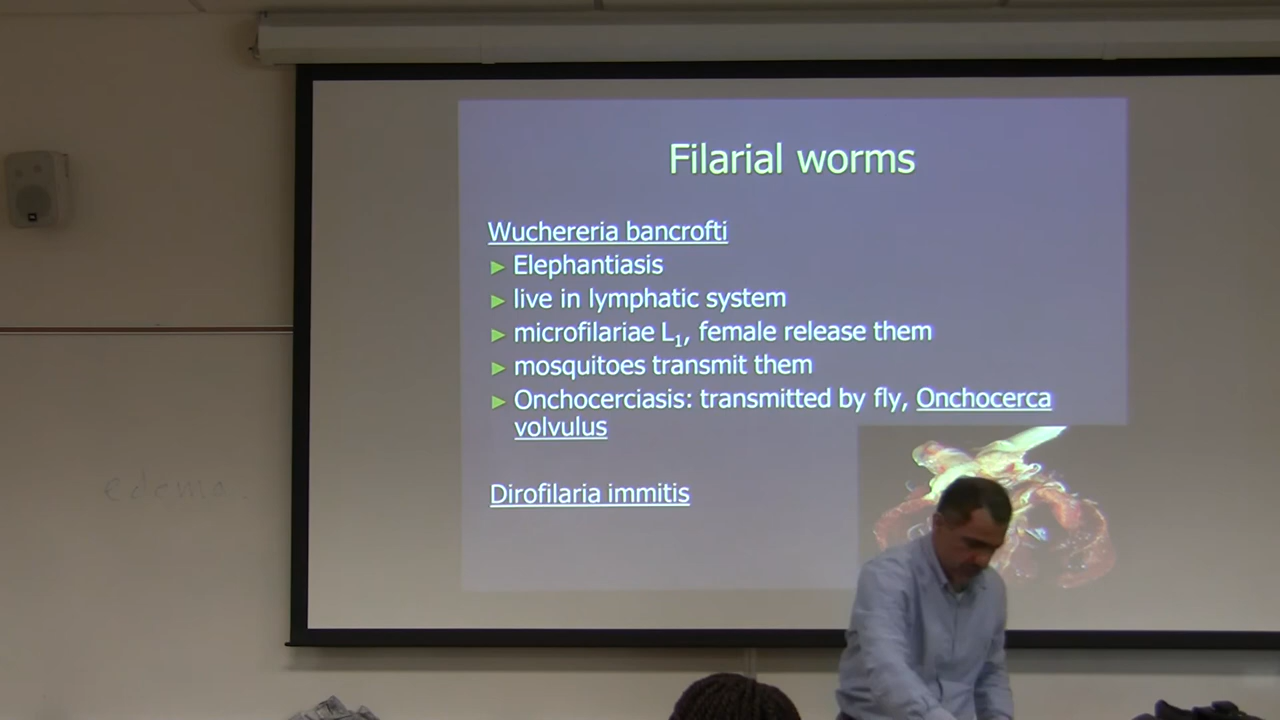 Filarial worms
Wuchereria bancrofti
► Elephantiasis
► live in lymphatic system
► microfilariae L₁, female release them
► mosquitoes transmit them
► Onchocerciasis: transmitted by fly, Onchocerca
volvulus
edema.
Dirofilaria immitis